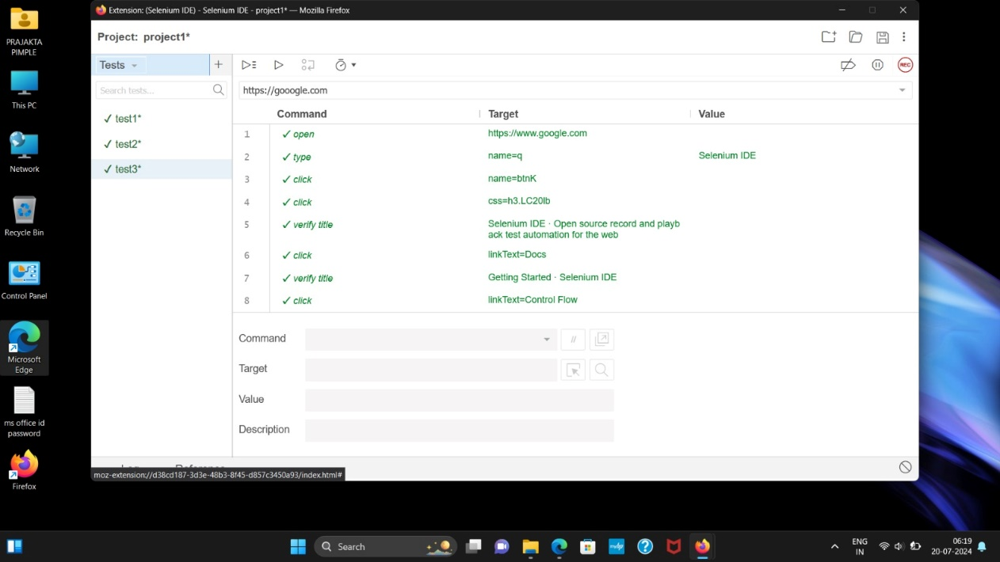 Extension: (Selenium IDE) - Selenium IDE - project1* — Mozilla Firefox
Project: project1*
Tests
Search tests...
✓ test1*
✓ test2*
✓ test3*
REC
https://gooogle.com
Command Target Value
1 ✓ open https://www.google.com
2 ✓ type name=q Selenium IDE
3 ✓ click name=btnK
4 ✓ click css=h3.LC20lb
5 ✓ verify title Selenium IDE · Open source record and playb
ack test automation for the web
6 ✓ click linkText=Docs
7 ✓ verify title Getting Started · Selenium IDE
8 ✓ click linkText=Control Flow
Command
//
Target
Value
Description
Log Reference
moz-extension://d38cd187-3d3e-48b3-8f45-d857c3450a93/index.html#
PRAJAKTA
PIMPLE
This PC
Network
Recycle Bin
Control Panel
Microsoft
Edge
ms office id
password
Firefox
Search
myhp
ENG
IN
06:19
20-07-2024